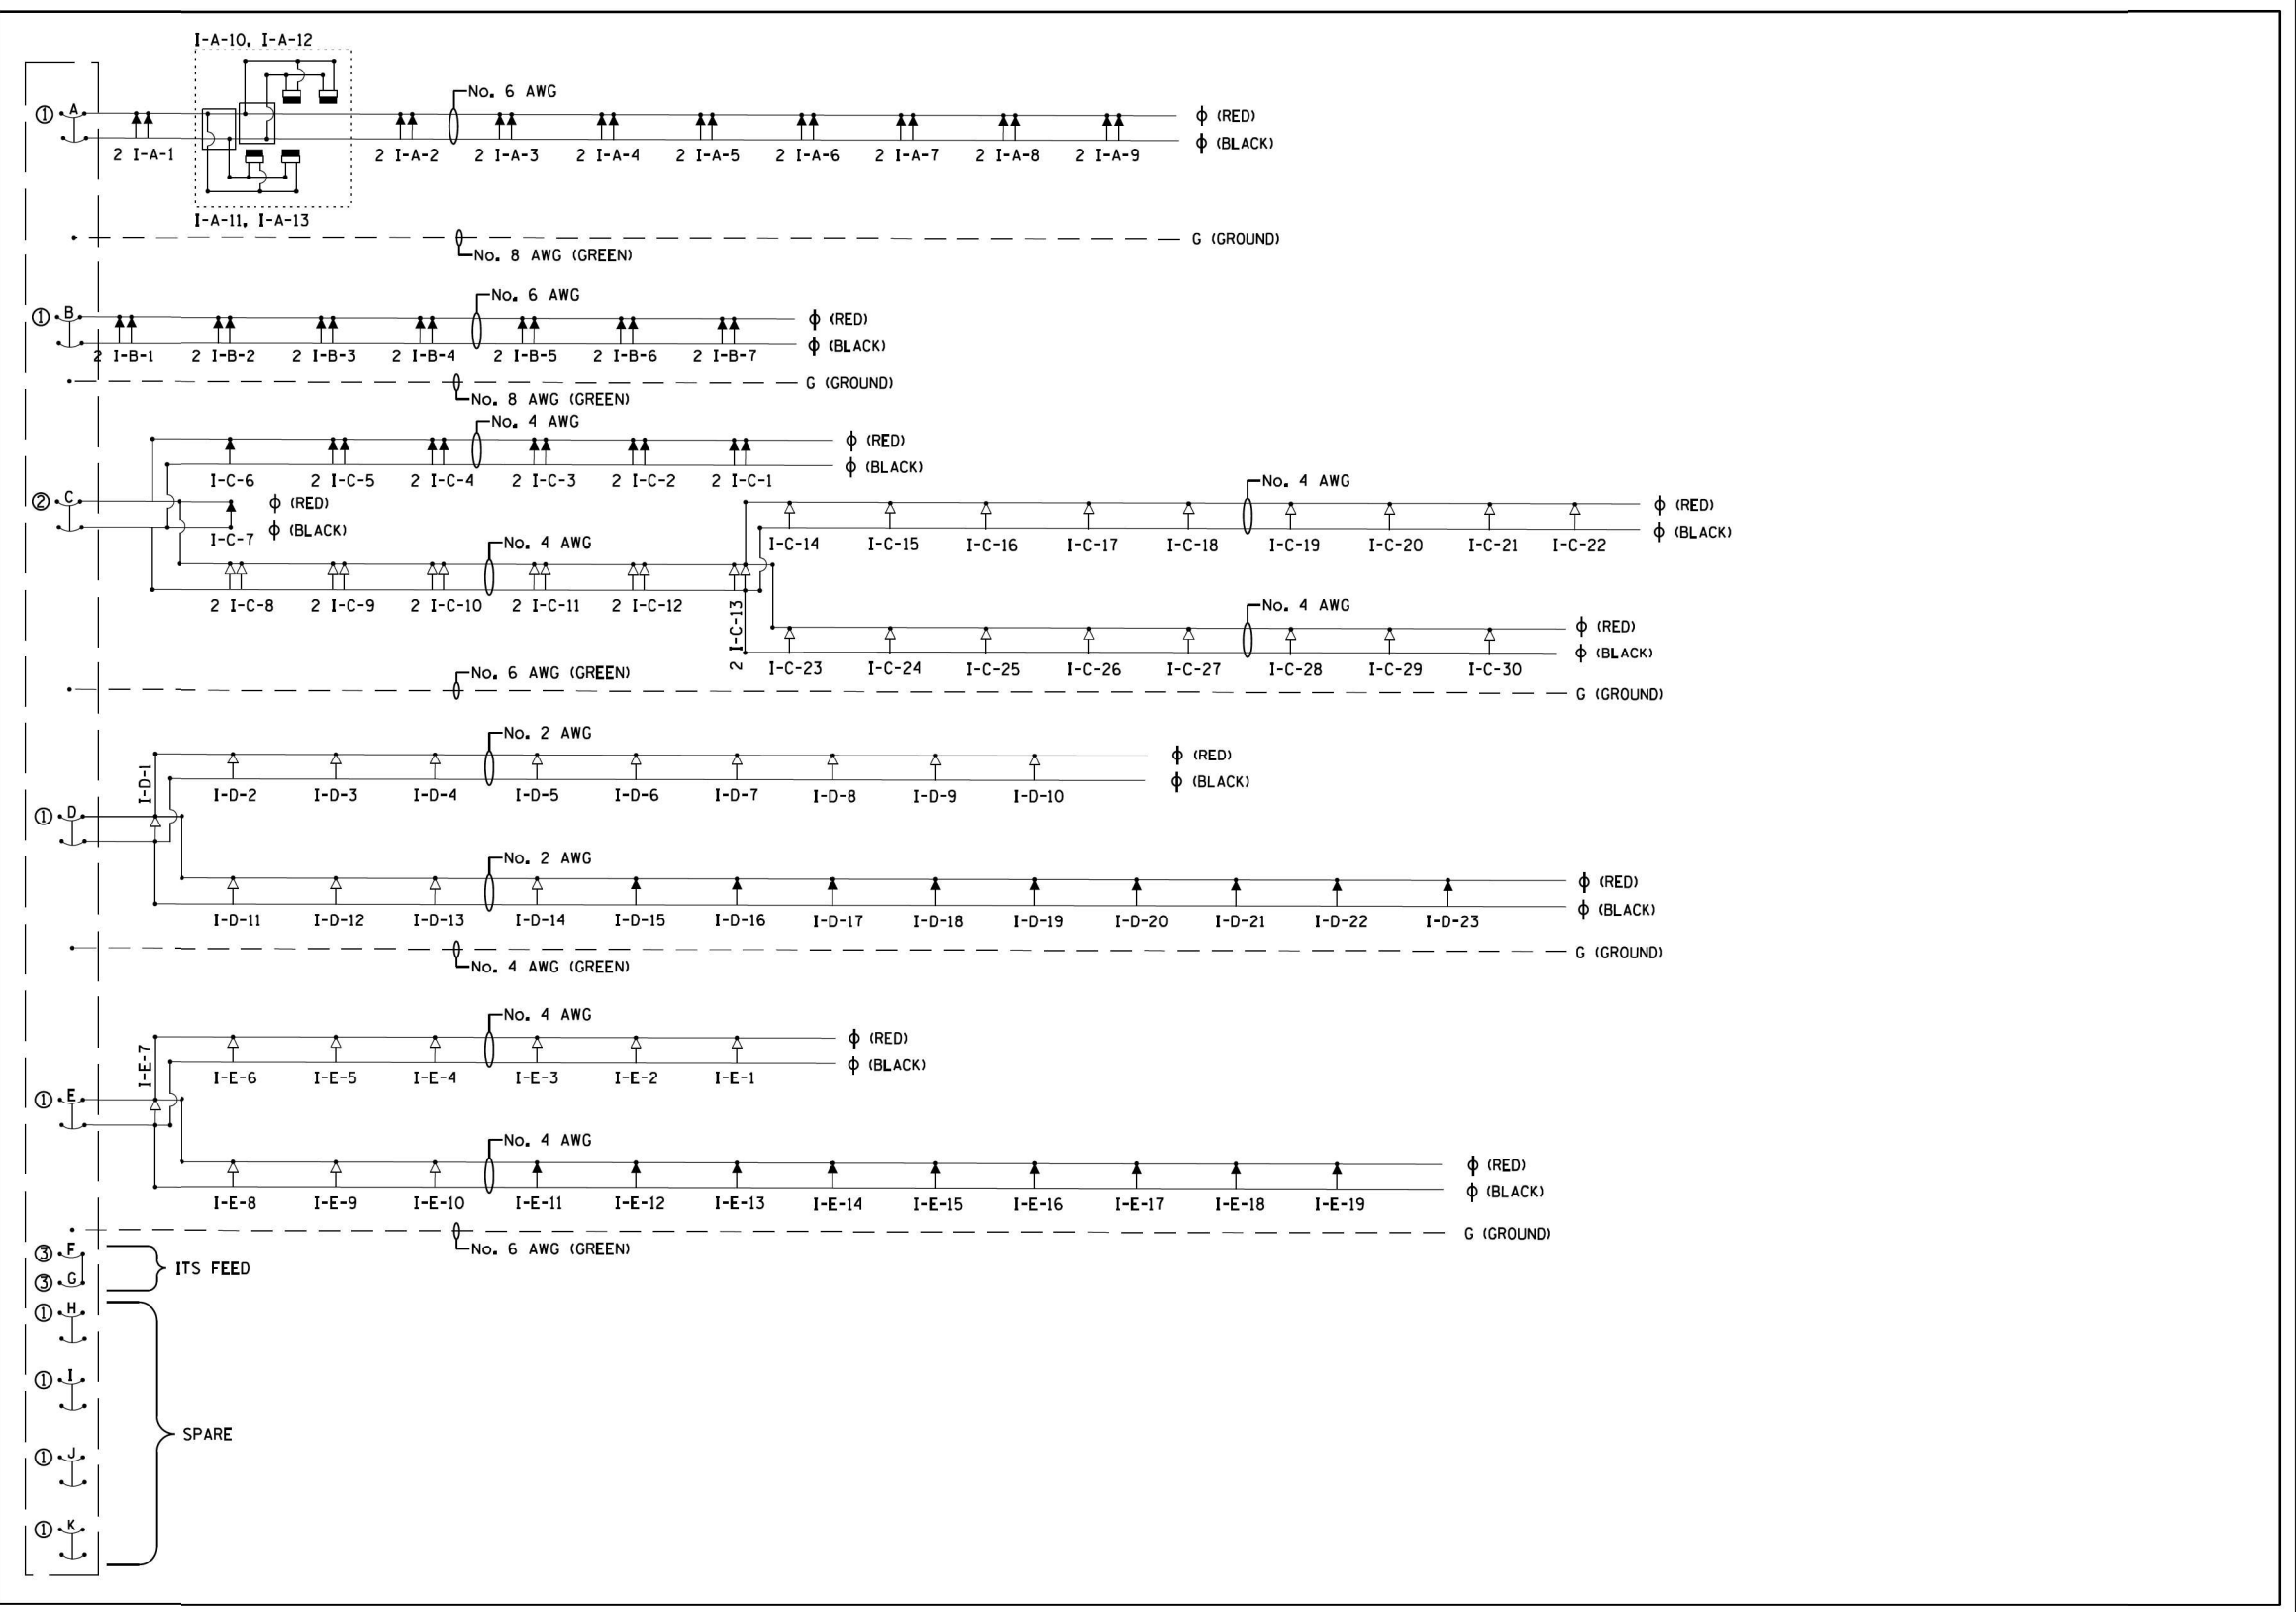 I-A-10, I-A-12
No. 6 AWG
① A
ϕ (RED)
ϕ (BLACK)
2 I-A-1 2 I-A-2 2 I-A-3 2 I-A-4 2 I-A-5 2 I-A-6 2 I-A-7 2 I-A-8 2 I-A-9
I-A-11, I-A-13
G (GROUND)
No. 8 AWG (GREEN)
No. 6 AWG
① B
ϕ (RED)
ϕ (BLACK)
2 I-B-1 2 I-B-2 2 I-B-3 2 I-B-4 2 I-B-5 2 I-B-6 2 I-B-7
G (GROUND)
No. 8 AWG (GREEN)
No. 4 AWG
ϕ (RED)
ϕ (BLACK)
I-C-6 2 I-C-5 2 I-C-4 2 I-C-3 2 I-C-2 2 I-C-1
No. 4 AWG
② C
ϕ (RED)
ϕ (RED)
ϕ (BLACK)
ϕ (BLACK)
I-C-7
No. 4 AWG
I-C-14 I-C-15 I-C-16 I-C-17 I-C-18 I-C-19 I-C-20 I-C-21 I-C-22
2 I-C-8 2 I-C-9 2 I-C-10 2 I-C-11 2 I-C-12
2 I-C-13
No. 4 AWG
ϕ (RED)
ϕ (BLACK)
I-C-23 I-C-24 I-C-25 I-C-26 I-C-27 I-C-28 I-C-29 I-C-30
No. 6 AWG (GREEN)
G (GROUND)
No. 2 AWG
ϕ (RED)
I-D-1
ϕ (BLACK)
I-D-2 I-D-3 I-D-4 I-D-5 I-D-6 I-D-7 I-D-8 I-D-9 I-D-10
① D
No. 2 AWG
ϕ (RED)
ϕ (BLACK)
I-D-11 I-D-12 I-D-13 I-D-14 I-D-15 I-D-16 I-D-17 I-D-18 I-D-19 I-D-20 I-D-21 I-D-22 I-D-23
G (GROUND)
No. 4 AWG (GREEN)
No. 4 AWG
ϕ (RED)
I-E-7
ϕ (BLACK)
I-E-6 I-E-5 I-E-4 I-E-3 I-E-2 I-E-1
① E
No. 4 AWG
ϕ (RED)
ϕ (BLACK)
I-E-8 I-E-9 I-E-10 I-E-11 I-E-12 I-E-13 I-E-14 I-E-15 I-E-16 I-E-17 I-E-18 I-E-19
G (GROUND)
No. 6 AWG (GREEN)
③ F
ITS FEED
③ G
① H
① I
SPARE
① J
① K